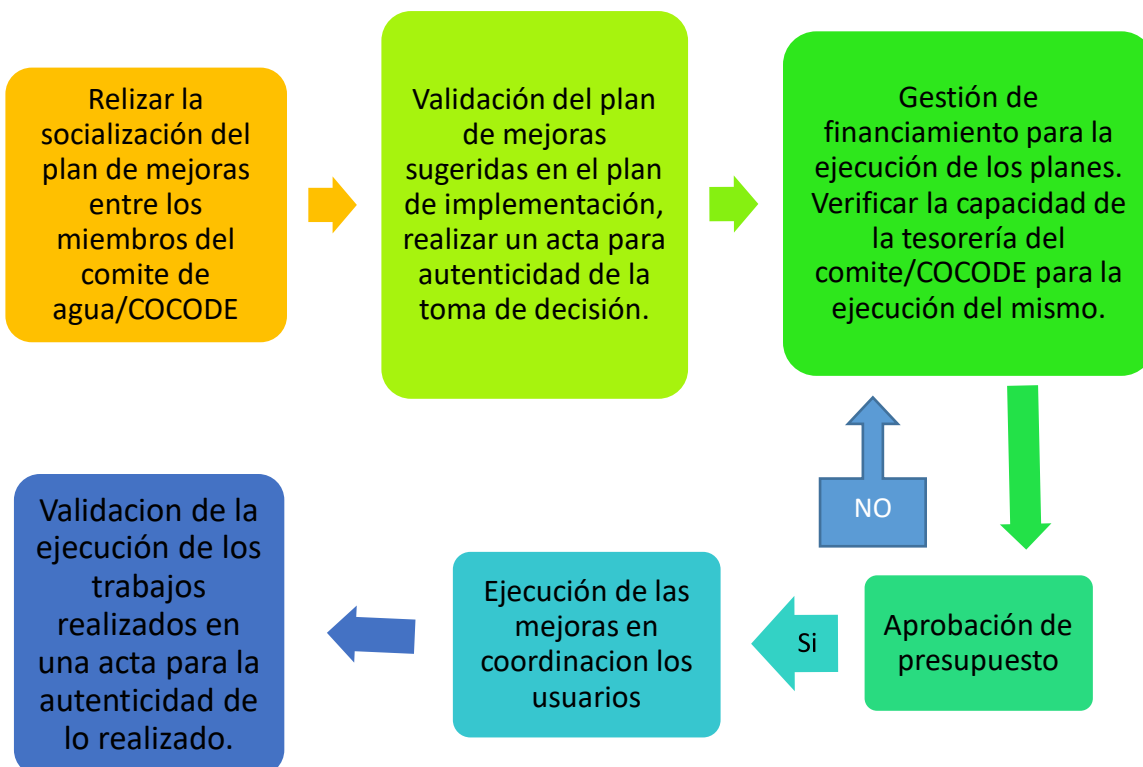 Relizar la
socialización del
plan de mejoras
entre los
miembros del
comite de
agua/COCODE
Validación del plan
de mejoras
sugeridas en el plan
de implementación,
realizar un acta para
autenticidad de la
toma de decisión.
Gestión de
financiamiento para la
ejecución de los planes.
Verificar la capacidad de
la tesorería del
comite/COCODE para la
ejecución del mismo.
NO
Aprobación de
presupuesto
Si
Ejecución de las
mejoras en
coordinacion los
usuarios
Validacion de la
ejecución de los
trabajos
realizados en
una acta para la
autenticidad de
lo realizado.